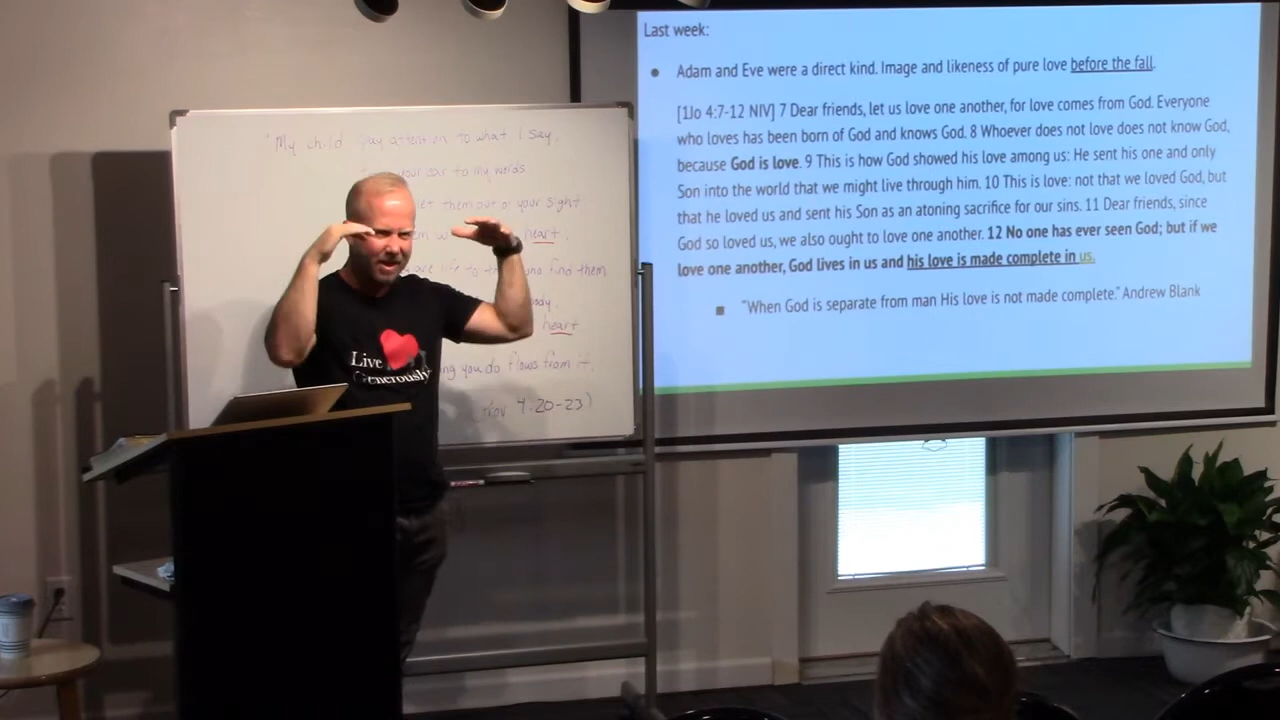 Last week:
Adam and Eve were a direct kind. Image and likeness of pure love before the fall.
[1Jo 4:7-12 NIV] 7 Dear friends, let us love one another, for love comes from God. Everyone
who loves has been born of God and knows God. 8 Whoever does not love does not know God,
because God is love. 9 This is how God showed his love among us: He sent his one and only
Son into the world that we might live through him. 10 This is love: not that we loved God, but
that he loved us and sent his Son as an atoning sacrifice for our sins. 11 Dear friends, since
God so loved us, we also ought to love one another. 12 No one has ever seen God; but if we
love one another, God lives in us and his love is made complete in us.
"When God is separate from man His love is not made complete." Andrew Blank
"My child pay attention to what I say,
your ear to my words
let them out of your sight
heart,
are life to find them
body.
heart
you do flows from it.
4:20-23)
Live
Generously